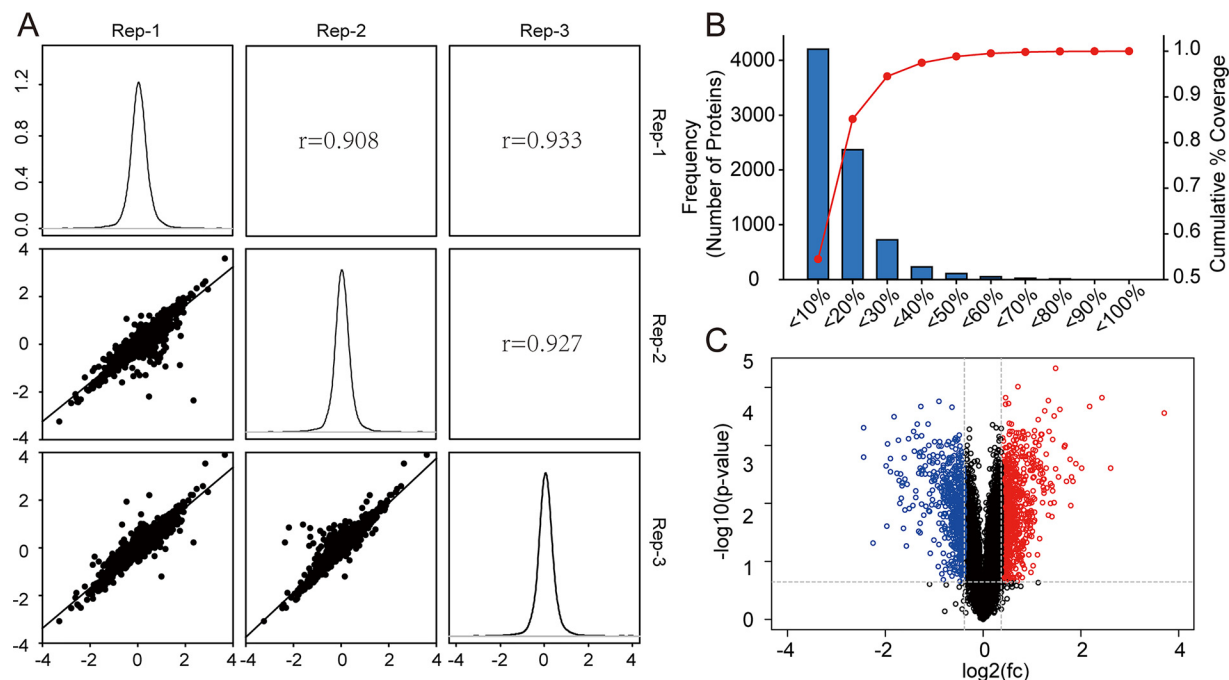 A
Rep-1
Rep-2
Rep-3
0.0 0.4 0.8 1.2
r=0.908
r=0.933
Rep-1
4
2
0
-2
-4
r=0.927
Rep-2
4
2
0
-2
-4
Rep-3
-4 -2 0 2 4
-4 -2 0 2 4
-4 -2 0 2 4
B
Frequency
(Number of Proteins)
4000
3000
2000
1000
0
1.0
0.9
0.8
0.7
0.6
0.5
Cumulative % Coverage
<10% <20% <30% <40% <50% <60% <70% <80% <90% <100%
C
-log10(p-value)
5
4
3
2
1
0
-4 -2 0 2 4
log2(fc)